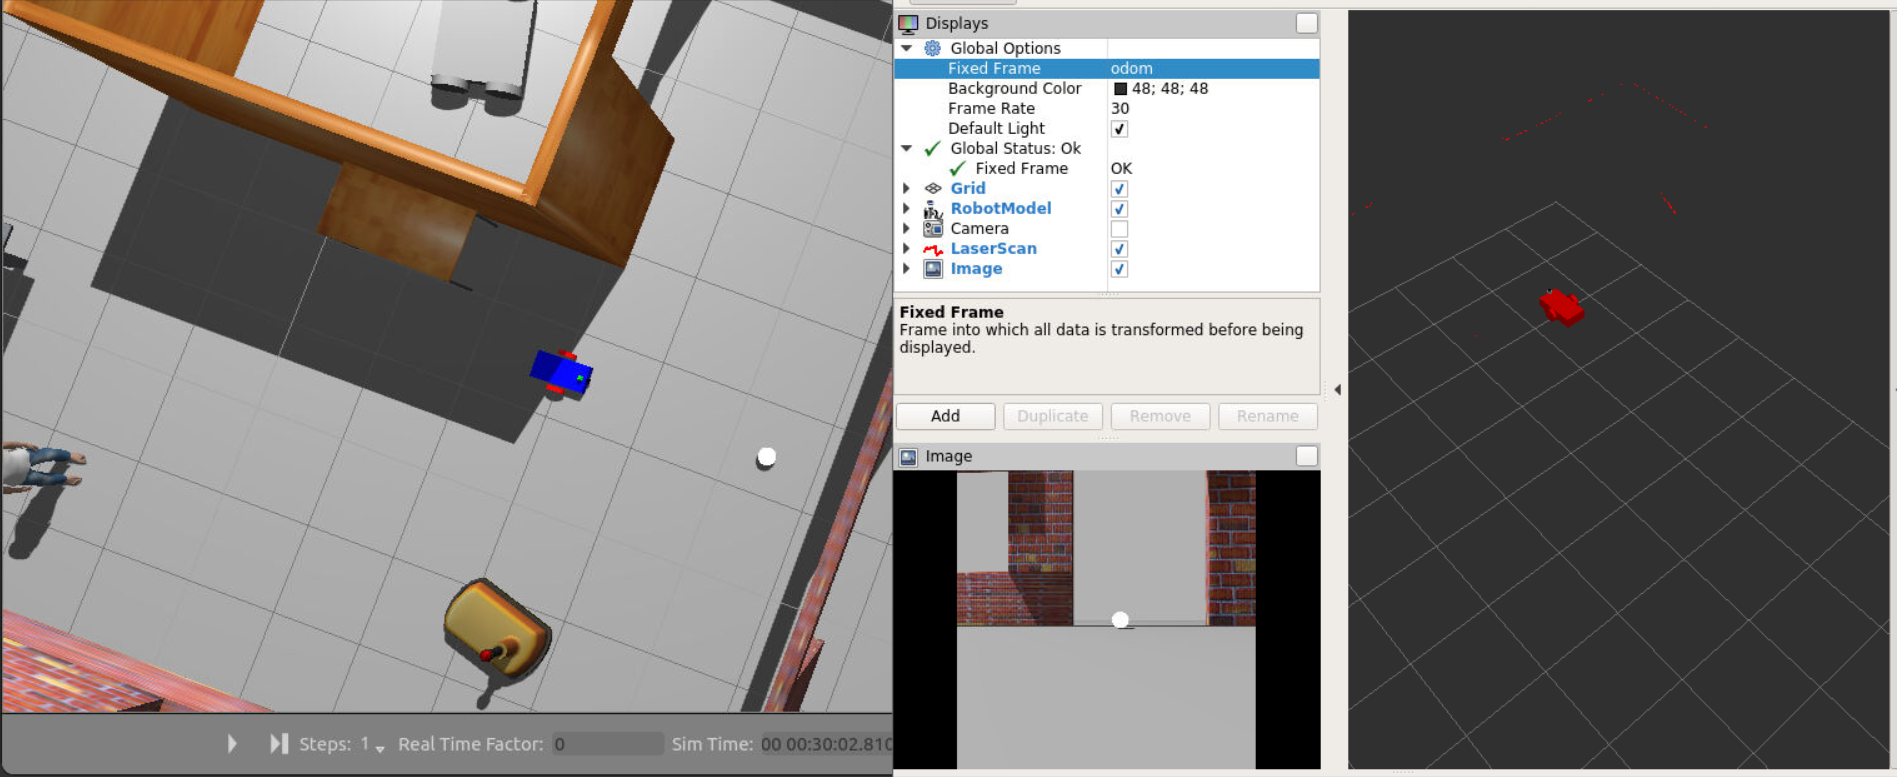 Displays
Global Options
Fixed Frame odom
Background Color 48; 48; 48
Frame Rate 30
Default Light
Global Status: Ok
Fixed Frame OK
Grid
RobotModel
Camera
LaserScan
Image
Fixed Frame
Frame into which all data is transformed before being
displayed.
Add Duplicate Remove Rename
Image
Steps: 1 Real Time Factor: 0 Sim Time: 00 00:30:02.810